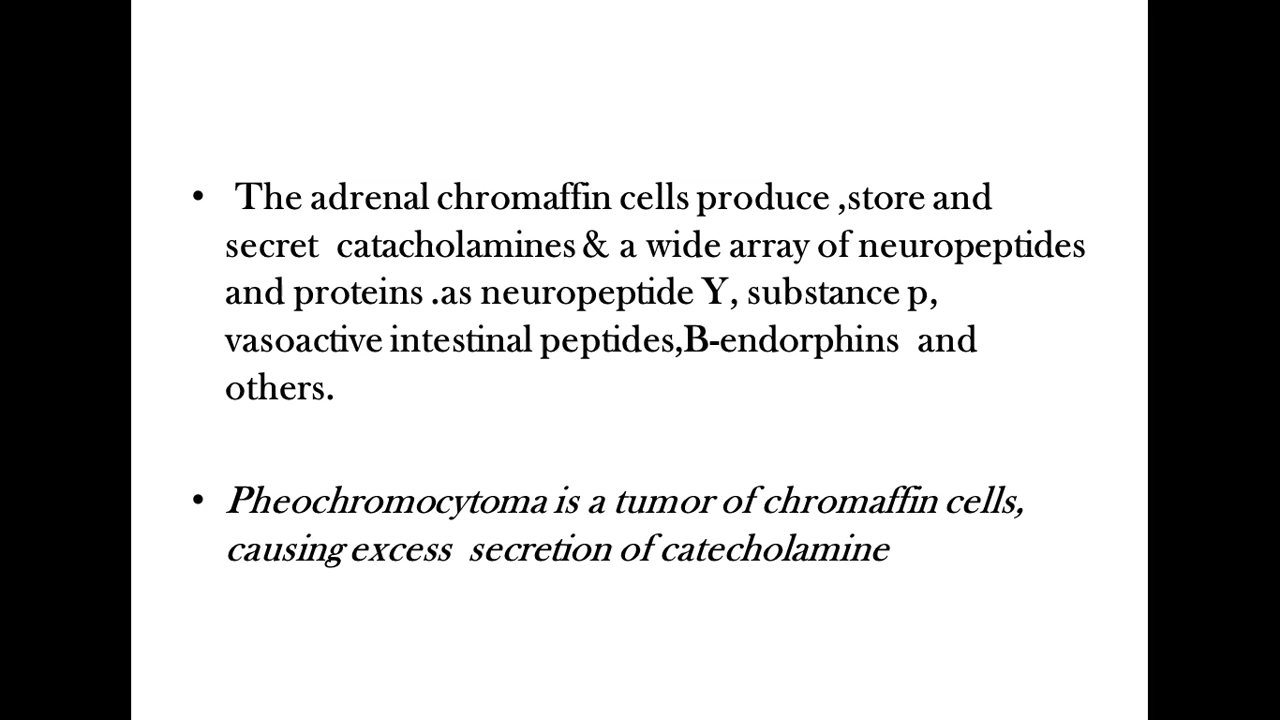 • The adrenal chromaffin cells produce ,store and
secret catacholamines & a wide array of neuropeptides
and proteins .as neuropeptide Y, substance p,
vasoactive intestinal peptides,B-endorphins and
others.
• Pheochromocytoma is a tumor of chromaffin cells,
causing excess secretion of catecholamine